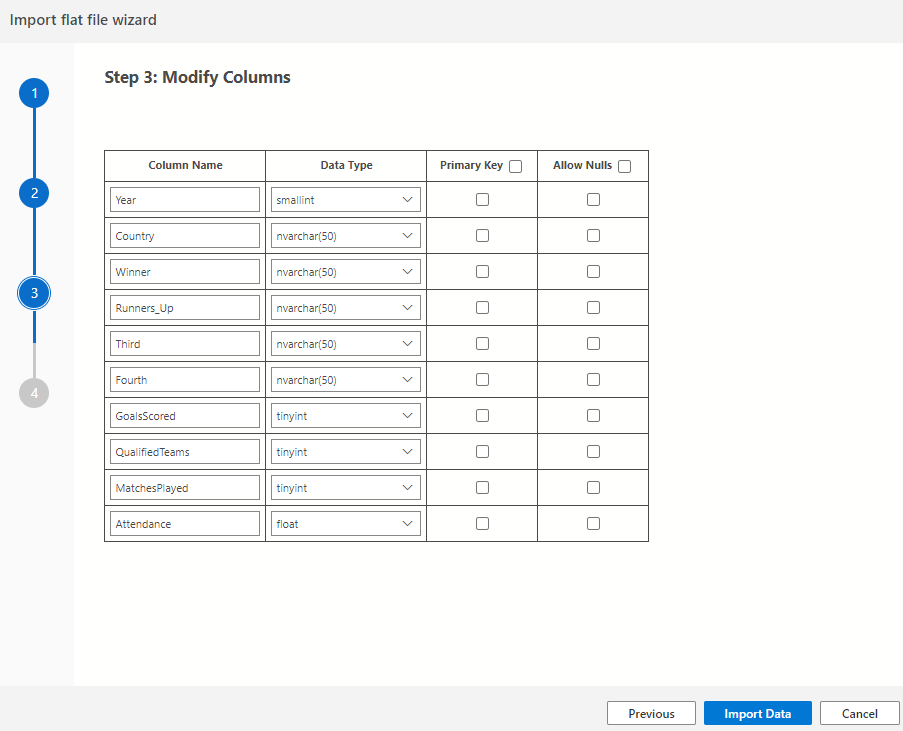 Import flat file wizard
1
2
3
4
Step 3: Modify Columns
Column Name Data Type Primary Key Allow Nulls
Year smallint
Country nvarchar(50)
Winner nvarchar(50)
Runners_Up nvarchar(50)
Third nvarchar(50)
Fourth nvarchar(50)
GoalsScored tinyint
QualifiedTeams tinyint
MatchesPlayed tinyint
Attendance float
Previous Import Data Cancel